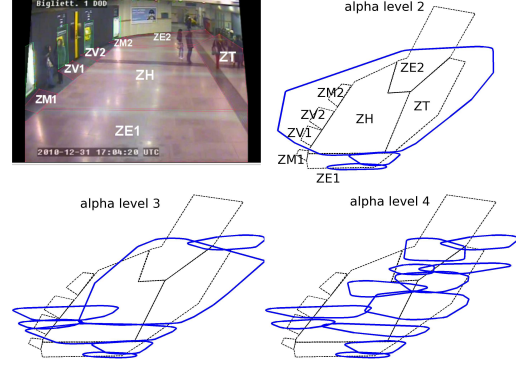 Bigliett. 1 DOD
ZM2
ZE2
ZV2
ZT
ZV1
ZH
ZM1
ZE1
2010-12-31 17:04:20 UTC
alpha level 2
ZE2
ZM2
ZT
ZV2
ZH
ZV1
ZM1
ZE1
alpha level 3
alpha level 4